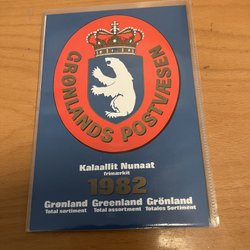 GRØNLANDS POSTVÆSEN
Kalaallit Nunaat
frimærkit
1982
Grønland Greenland Grönland
Total sortiment Total assortment Totales Sortiment